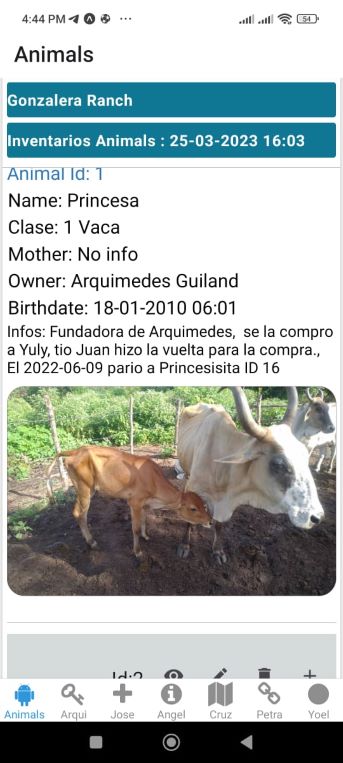 4:44 PM
54
Animals
Gonzalera Ranch
Inventarios Animals : 25-03-2023 16:03
Animal Id: 1
Name: Princesa
Clase: 1 Vaca
Mother: No info
Owner: Arquimedes Guiland
Birthdate: 18-01-2010 06:01
Infos: Fundadora de Arquimedes, se la compro
a Yuly, tio Juan hizo la vuelta para la compra.,
El 2022-06-09 pario a Princesisita ID 16
Id:2
Animals Arqui Jose Angel Cruz Petra Yoel